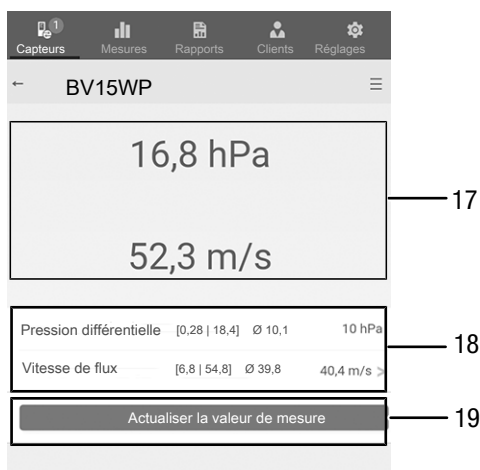 1
Capteurs Mesures Rapports Clients Réglages
← BV15WP ☰
16,8 hPa
52,3 m/s
17
Pression différentielle [0,28 | 18,4] Ø 10,1 10 hPa
18
Vitesse de flux [6,8 | 54,8] Ø 39,8 40,4 m/s >
Actualiser la valeur de mesure
19